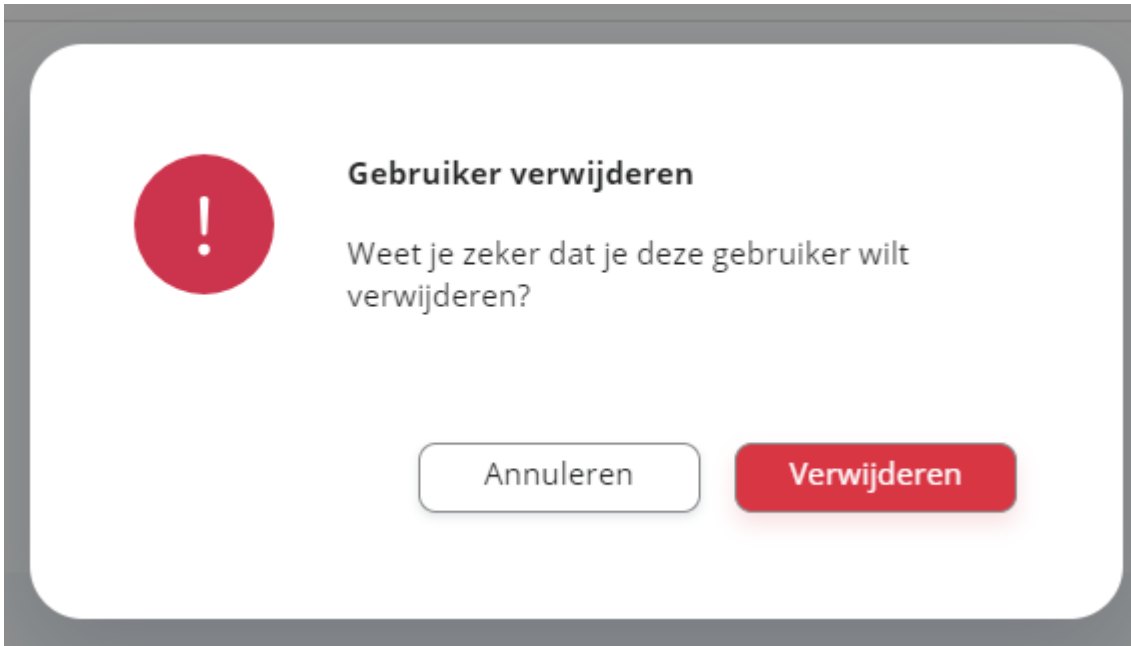 !
Gebruiker verwijderen
Weet je zeker dat je deze gebruiker wilt
verwijderen?
Annuleren
Verwijderen